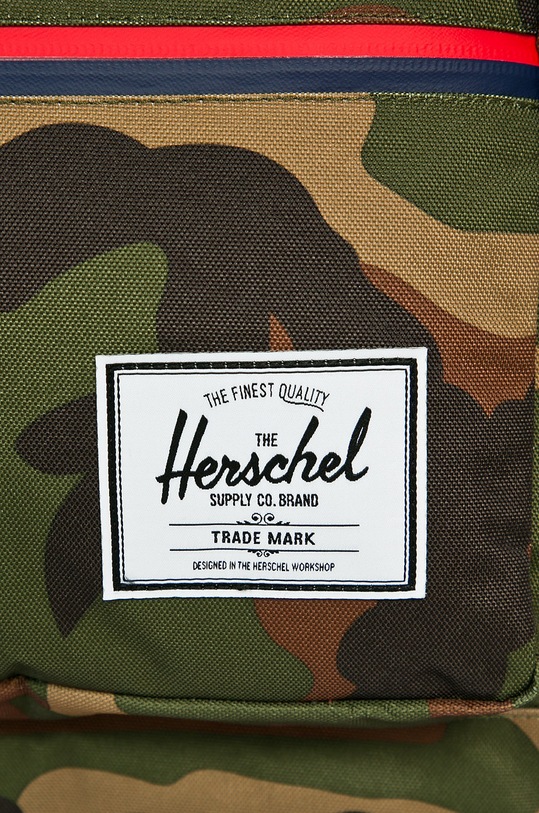 THE FINEST QUALITY
THE
Herschel
SUPPLY CO. BRAND
TRADE MARK
DESIGNED IN THE HERSCHEL WORKSHOP